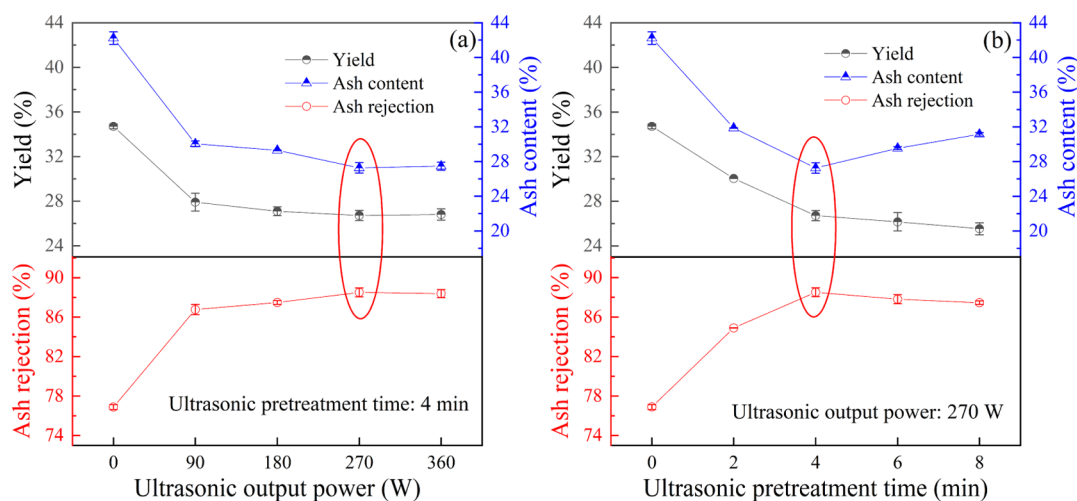 44
40
36
32
28
24
Yield (%)
44
40
36
32
28
24
20
Ash content (%)
(a)
Yield
Ash content
Ash rejection
90
86
82
78
74
Ash rejection (%)
Ultrasonic pretreatment time: 4 min
0 90 180 270 360
Ultrasonic output power (W)
44
40
36
32
28
24
Yield (%)
44
40
36
32
28
24
20
Ash content (%)
(b)
Yield
Ash content
Ash rejection
90
86
82
78
74
Ash rejection (%)
Ultrasonic output power: 270 W
0 2 4 6 8
Ultrasonic pretreatment time (min)